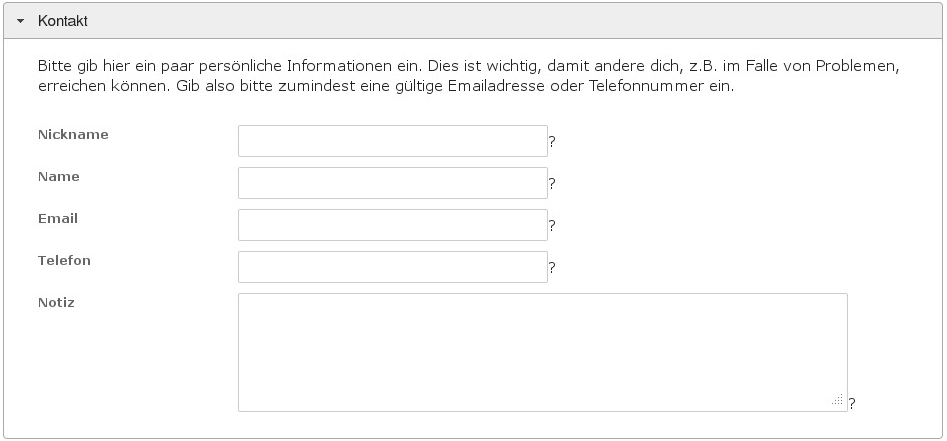 Kontakt
Bitte gib hier ein paar persönliche Informationen ein. Dies ist wichtig, damit andere dich, z.B. im Falle von Problemen,
erreichen können. Gib also bitte zumindest eine gültige Emailadresse oder Telefonnummer ein.
Nickname ?
Name ?
Email ?
Telefon ?
Notiz ?